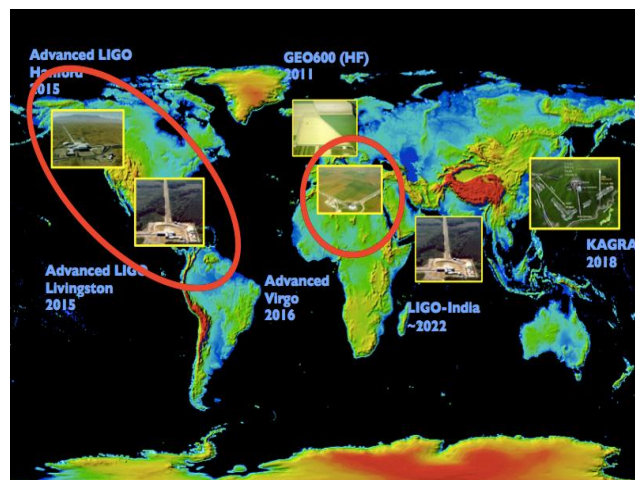 Advanced LIGO
Hanford
2015
GEO600 (HF)
2011
Advanced LIGO
Livingston
2015
Advanced
Virgo
2016
LIGO-India
~2022
KAGRA
2018